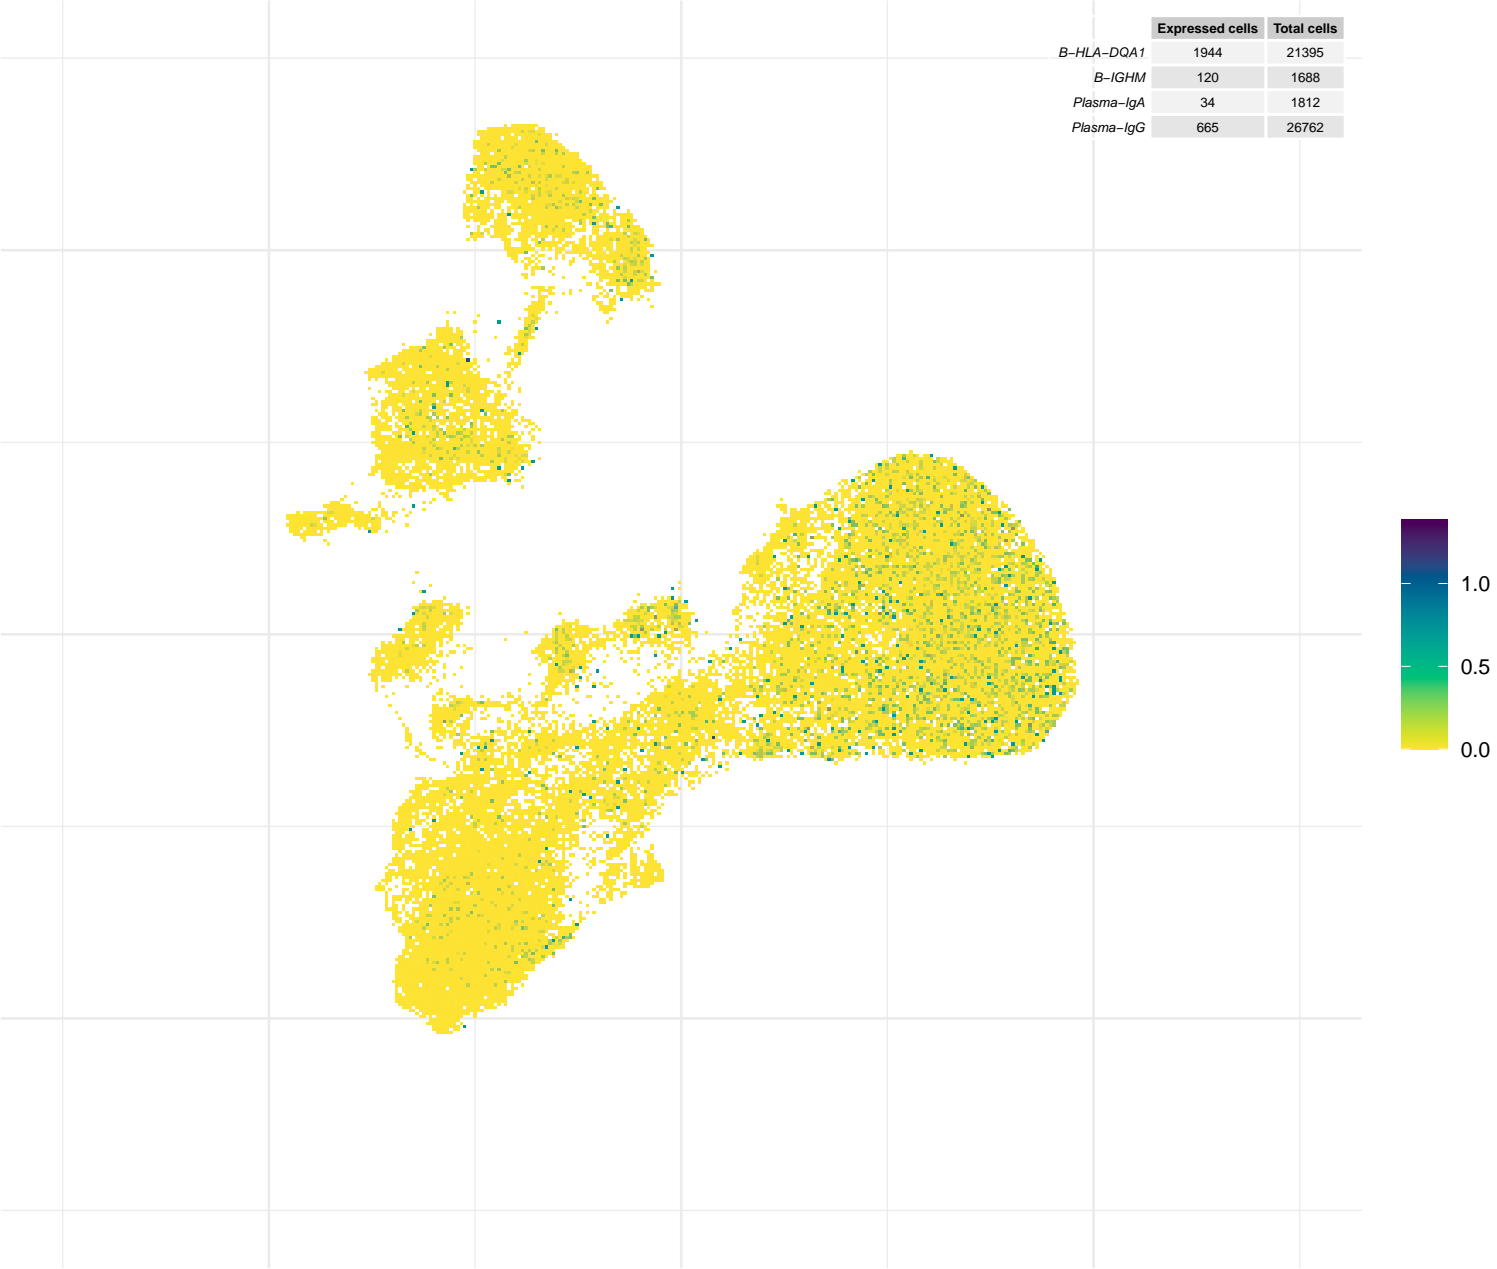 Expressed cells Total cells
B−HLA−DQA1 1944 21395
B−IGHM 120 1688
Plasma−IgA 34 1812
Plasma−IgG 665 26762
1.0
0.5
0.0